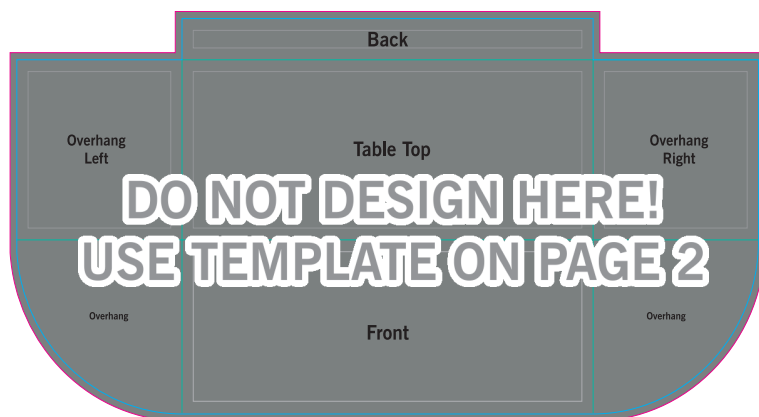 Back
Overhang
Left
Table Top
Overhang
Right
DO NOT DESIGN HERE!
USE TEMPLATE ON PAGE 2
Overhang
Front
Overhang